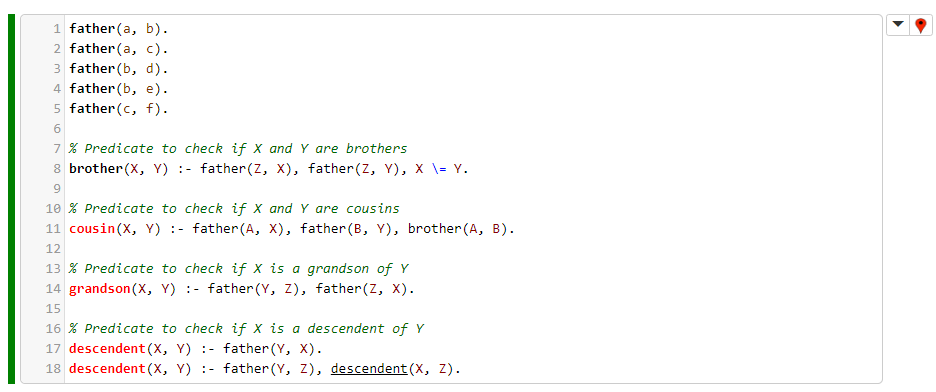 1 father(a, b).
2 father(a, c).
3 father(b, d).
4 father(b, e).
5 father(c, f).
6
7 % Predicate to check if X and Y are brothers
8 brother(X, Y) :- father(Z, X), father(Z, Y), X \= Y.
9
10 % Predicate to check if X and Y are cousins
11 cousin(X, Y) :- father(A, X), father(B, Y), brother(A, B).
12
13 % Predicate to check if X is a grandson of Y
14 grandson(X, Y) :- father(Y, Z), father(Z, X).
15
16 % Predicate to check if X is a descendent of Y
17 descendent(X, Y) :- father(Y, X).
18 descendent(X, Y) :- father(Y, Z), descendent(X, Z).